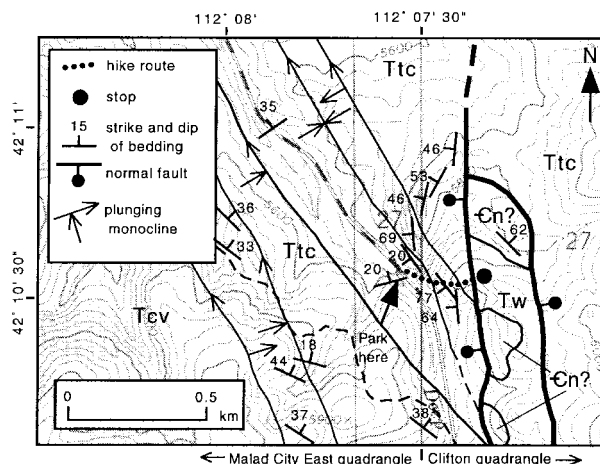 112° 08'
112° 07' 30"
42° 11'
42° 10' 30"
hike route
stop
15
strike and dip
of bedding
normal fault
plunging
monocline
5600
Ttc
N
35
46
Ttc
53
46
Cn?
36
27
62
27
69
33
Ttc
20
20
Tw
77
64
Tcv
Park
here
18
44
Cn?
38
37
0
0.5
km
← Malad City East quadrangle
Clifton quadrangle →